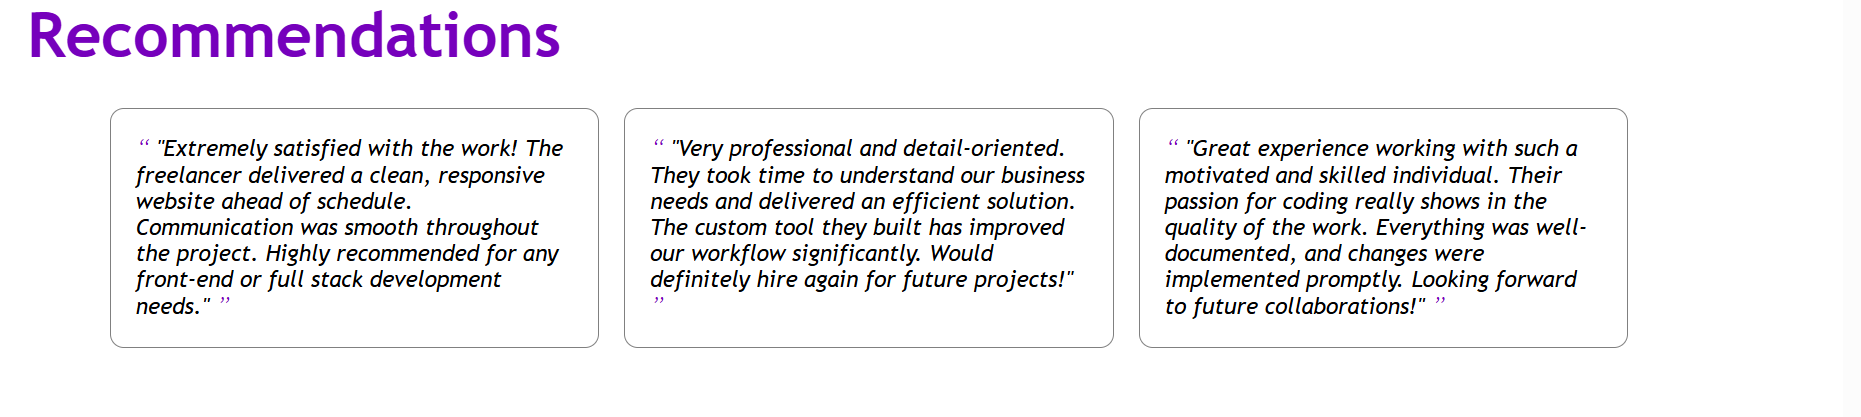 Recommendations
“ "Extremely satisfied with the work! The
freelancer delivered a clean, responsive
website ahead of schedule.
Communication was smooth throughout
the project. Highly recommended for any
front-end or full stack development
needs." ”
“ "Very professional and detail-oriented.
They took time to understand our business
needs and delivered an efficient solution.
The custom tool they built has improved
our workflow significantly. Would
definitely hire again for future projects!"
”
“ "Great experience working with such a
motivated and skilled individual. Their
passion for coding really shows in the
quality of the work. Everything was well-
documented, and changes were
implemented promptly. Looking forward
to future collaborations!" ”